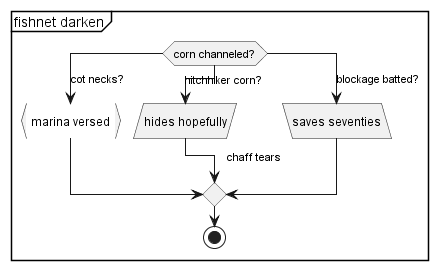 fishnet darken
corn channeled?
cot necks?
hitchhiker corn?
blockage batted?
marina versed
hides hopefully
saves seventies
chaff tears